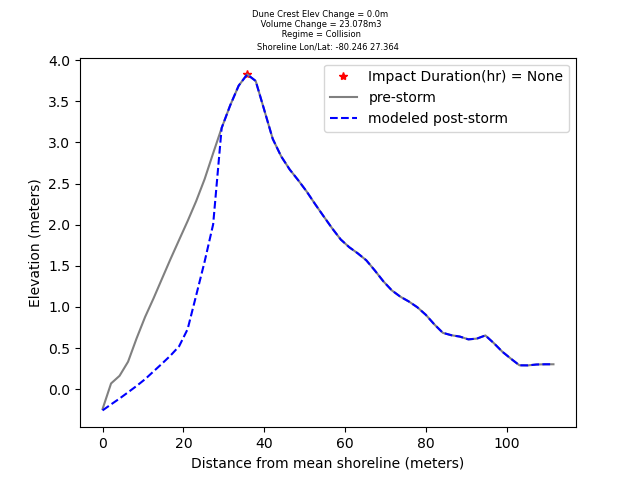 Dune Crest Elev Change = 0.0m
Volume Change = 23.078m3
Regime = Collision
Shoreline Lon/Lat: -80.246 27.364
Impact Duration(hr) = None
pre-storm
modeled post-storm
4.0
3.5
3.0
2.5
2.0
1.5
1.0
0.5
0.0
Elevation (meters)
0 20 40 60 80 100
Distance from mean shoreline (meters)